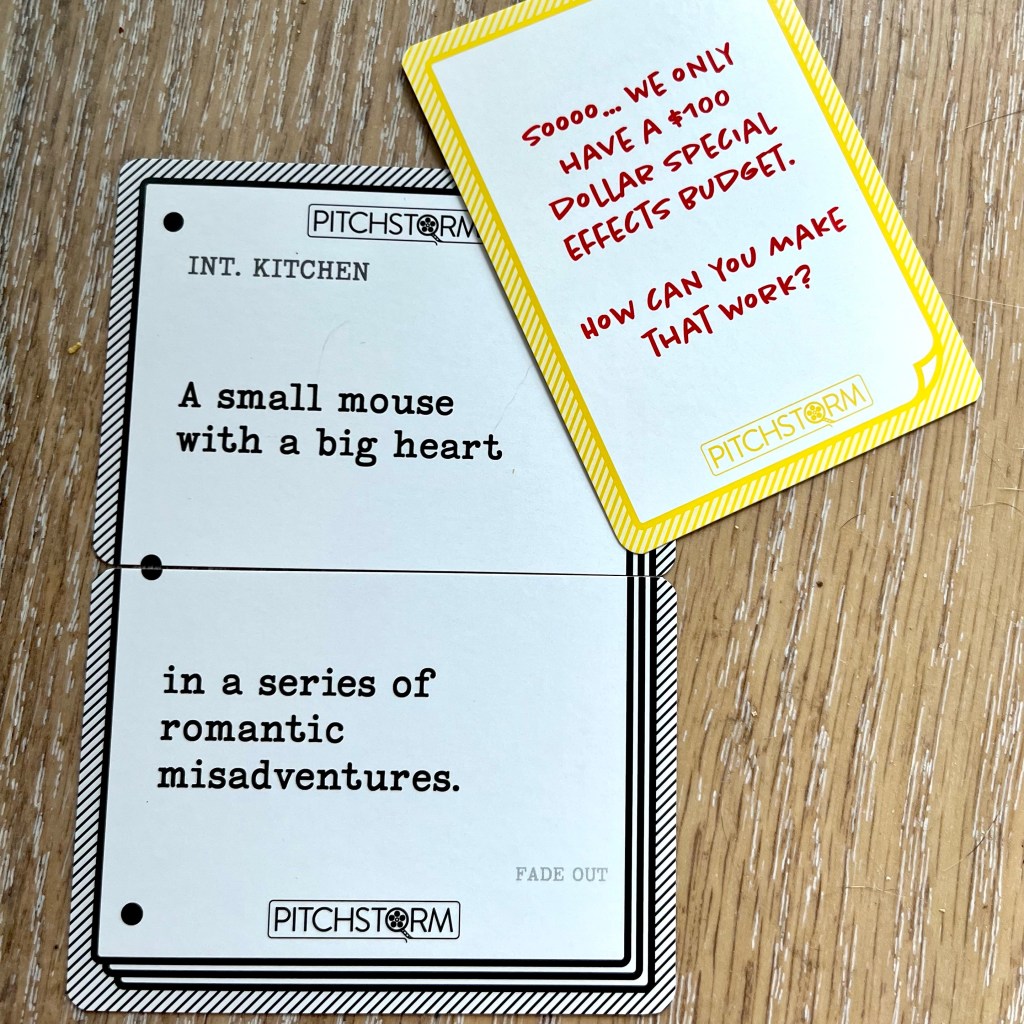 PITCHSTORM
INT. KITCHEN
A small mouse
with a big heart
in a series of
romantic
misadventures.
FADE OUT
PITCHSTORM
SOOOO... WE ONLY
HAVE A $100
DOLLAR SPECIAL
EFFECTS BUDGET.
HOW CAN YOU MAKE
THAT WORK?
PITCHSTORM